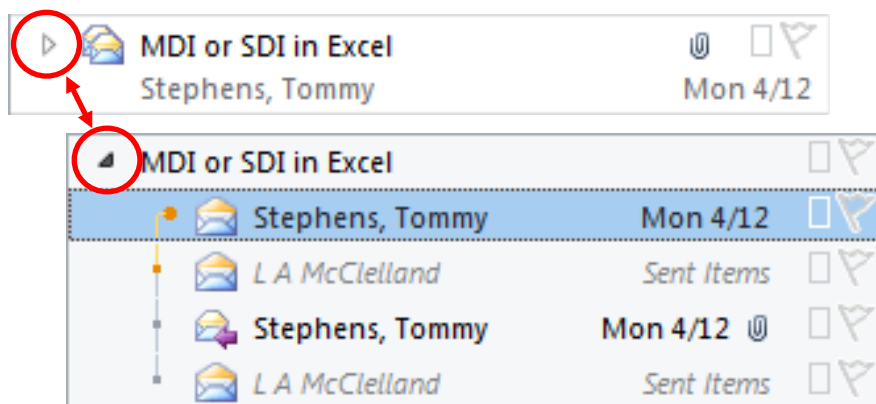 MDI or SDI in Excel
Stephens, Tommy Mon 4/12
MDI or SDI in Excel
Stephens, Tommy Mon 4/12
L A McClelland Sent Items
Stephens, Tommy Mon 4/12
L A McClelland Sent Items